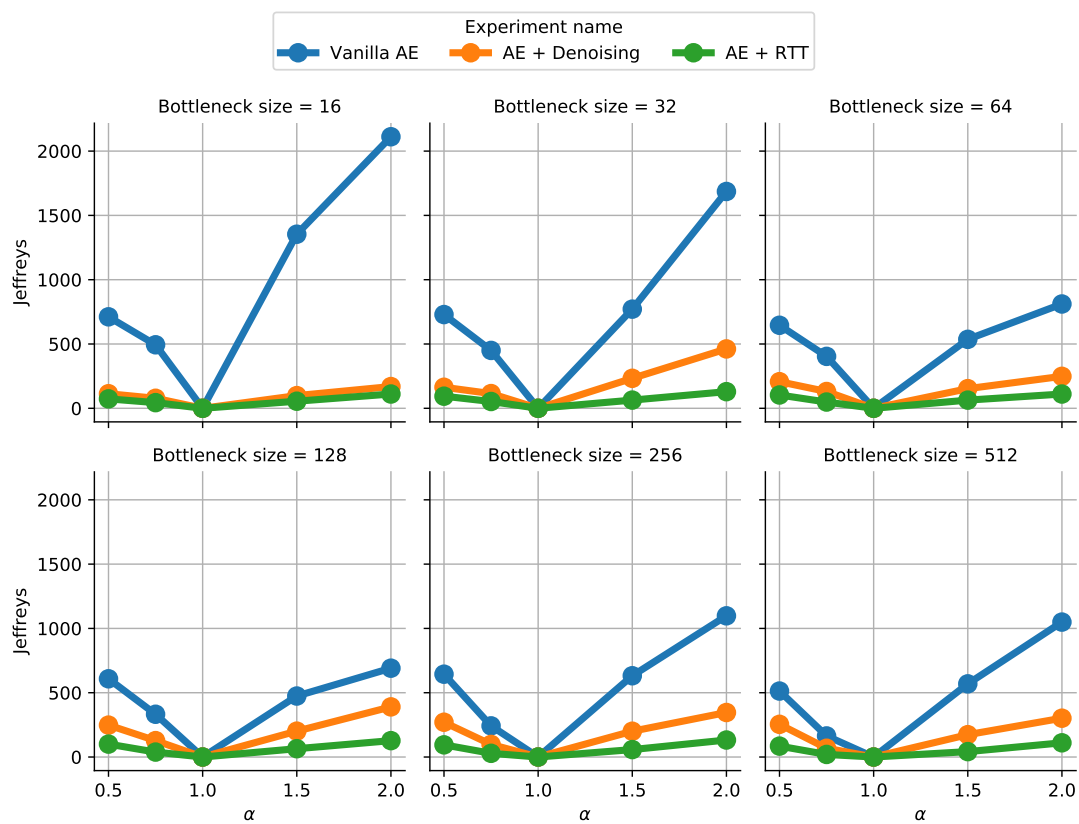 Experiment name
Vanilla AE AE + Denoising AE + RTT
Bottleneck size = 16 Bottleneck size = 32 Bottleneck size = 64
2000
1500
1000
500
0
Jeffreys
Bottleneck size = 128 Bottleneck size = 256 Bottleneck size = 512
2000
1500
1000
500
0
Jeffreys
0.5 1.0 1.5 2.0 0.5 1.0 1.5 2.0 0.5 1.0 1.5 2.0
α α α